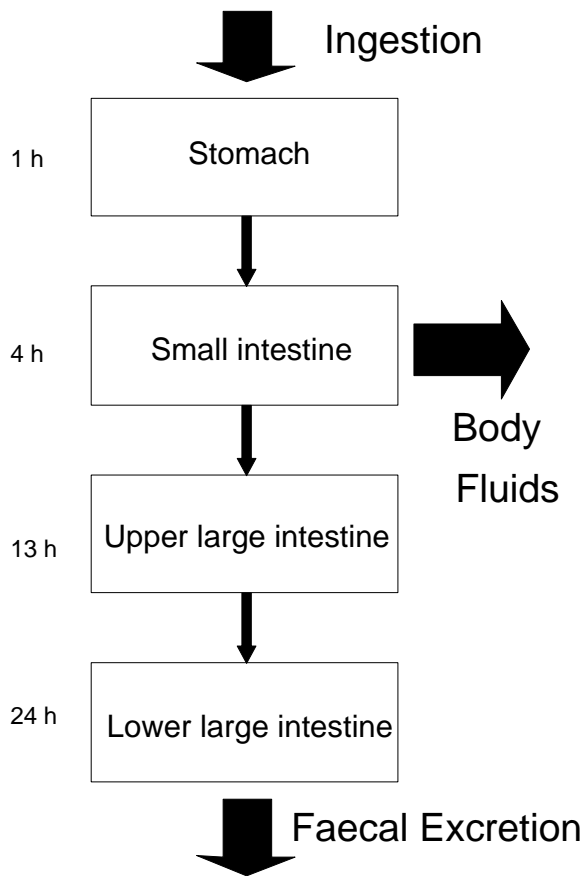 Ingestion
1 h
Stomach
4 h
Small intestine
Body
Fluids
13 h
Upper large intestine
24 h
Lower large intestine
Faecal Excretion